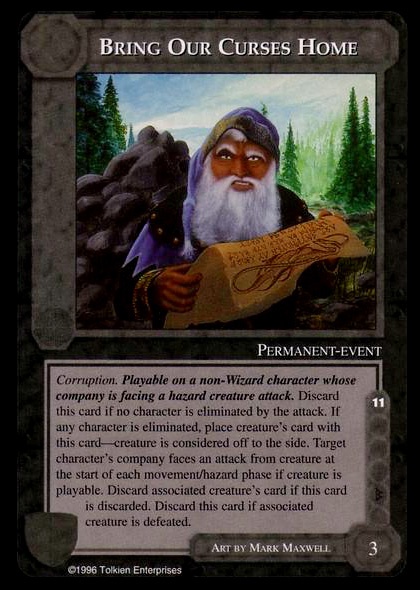 BRING OUR CURSES HOME
PERMANENT-EVENT
Corruption. Playable on a non-Wizard character whose
company is facing a hazard creature attack. Discard
this card if no character is eliminated by the attack. If
any character is eliminated, place creature's card with
this card—creature is considered off to the side. Target
character's company faces an attack from creature at
the start of each movement/hazard phase if creature is
playable. Discard associated creature's card if this card
is discarded. Discard this card if associated
creature is defeated.
11
ART BY MARK MAXWELL
3
©1996 Tolkien Enterprises